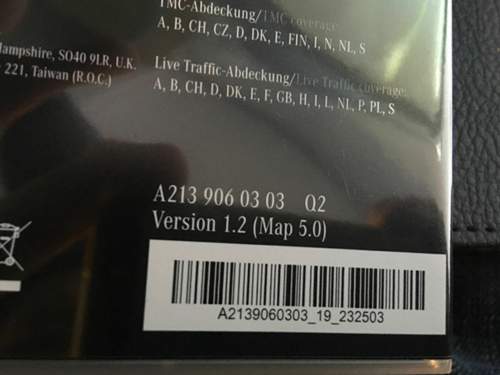 TMC-Abdeckung/TMC coverage:
A, B, CH, CZ, D, DK, E, FIN, I, N, NL, S
Hampshire, SO40 9LR, U.K.
221, Taiwan (R.O.C.)
Live Traffic-Abdeckung/Live Traffic coverage:
A, B, CH, D, DK, E, F, GB, H, I, L, NL, P, PL, S
A213 906 03 03 Q2
Version 1.2 (Map 5.0)
A2139060303_19_232503